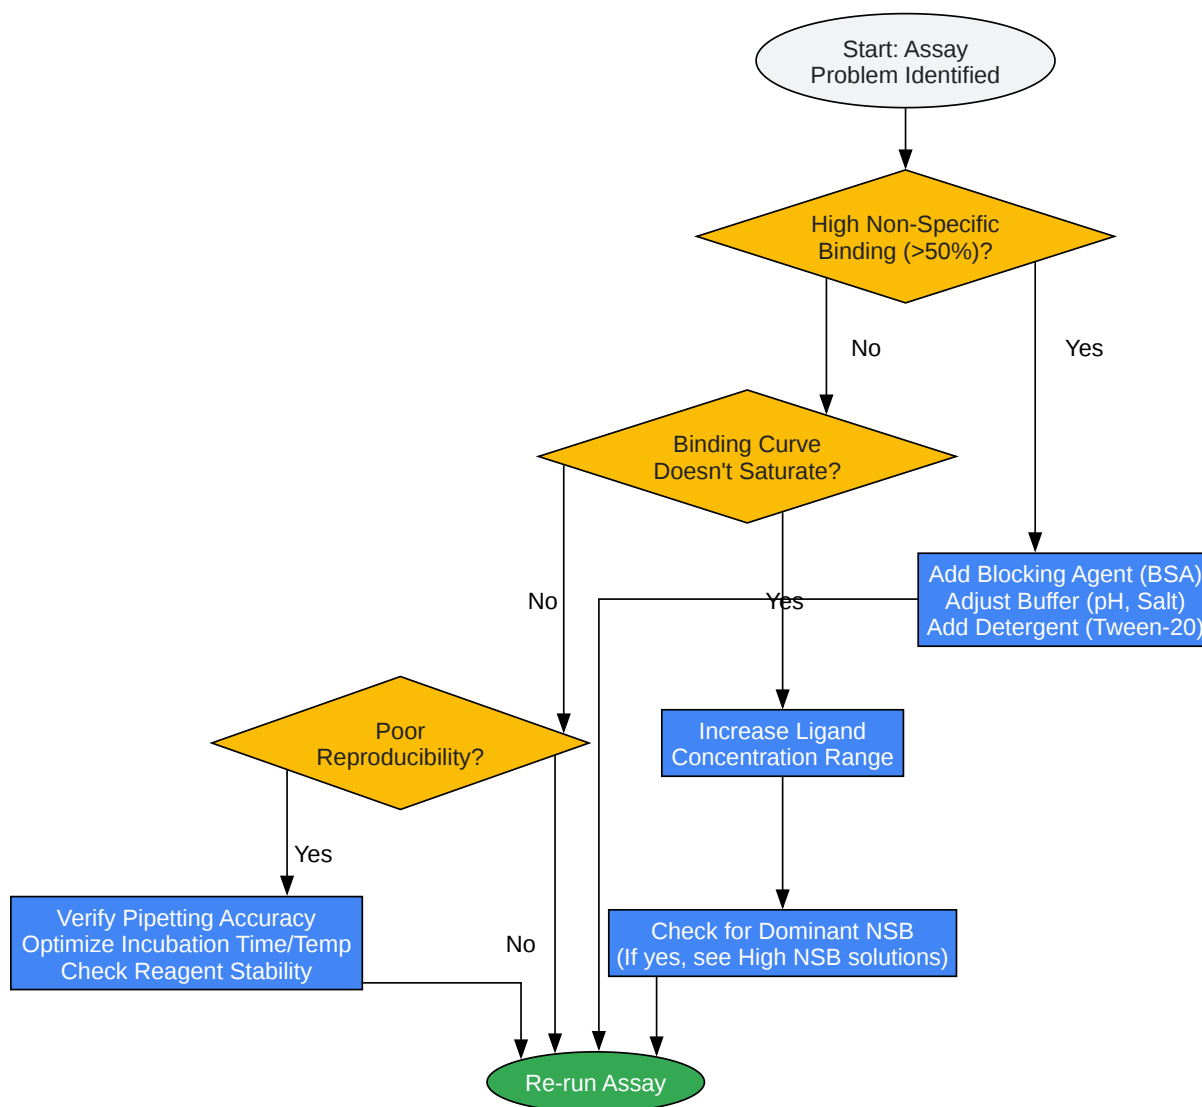 Start: Assay
Problem Identified
High Non-Specific
Binding (>50%)?
No
Yes
Binding Curve
Doesn't Saturate?
No
Yes
Add Blocking Agent (BSA)
Adjust Buffer (pH, Salt)
Add Detergent (Tween-20)
Poor
Reproducibility?
Increase Ligand
Concentration Range
Yes
No
Verify Pipetting Accuracy
Optimize Incubation Time/Temp
Check Reagent Stability
Check for Dominant NSB
(If yes, see High NSB solutions)
Re-run Assay